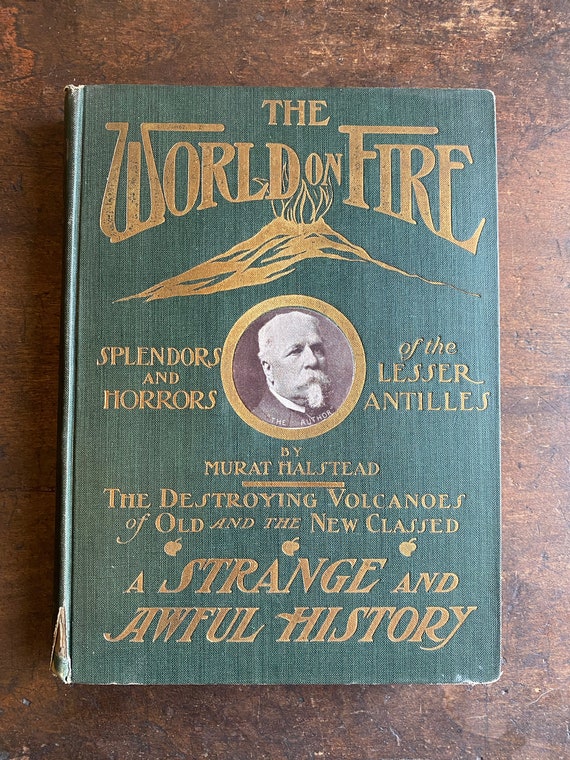 THE
WORLD ON FIRE
SPLENDORS
AND
HORRORS
of the
LESSER
ANTILLES
THE AUTHOR
BY
MURAT HALSTEAD
THE DESTROYING VOLCANOES
of OLD AND THE NEW CLASSED
A STRANGE AND
AWFUL HISTORY